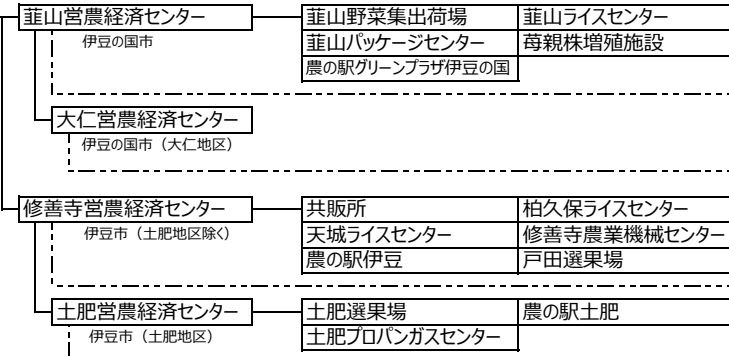 韮山営農経済センター 韮山野菜集出荷場 韮山ライスセンター
伊豆の国市 韮山パッケージセンター 苺親株増殖施設
農の駅グリーンプラザ伊豆の国
大仁営農経済センター
伊豆の国市（大仁地区）
修善寺営農経済センター 共販所 柏久保ライスセンター
伊豆市（土肥地区除く） 天城ライスセンター 修善寺農業機械センター
農の駅伊豆 戸田選果場
土肥営農経済センター 土肥選果場 農の駅土肥
伊豆市（土肥地区） 土肥プロパンガスセンター